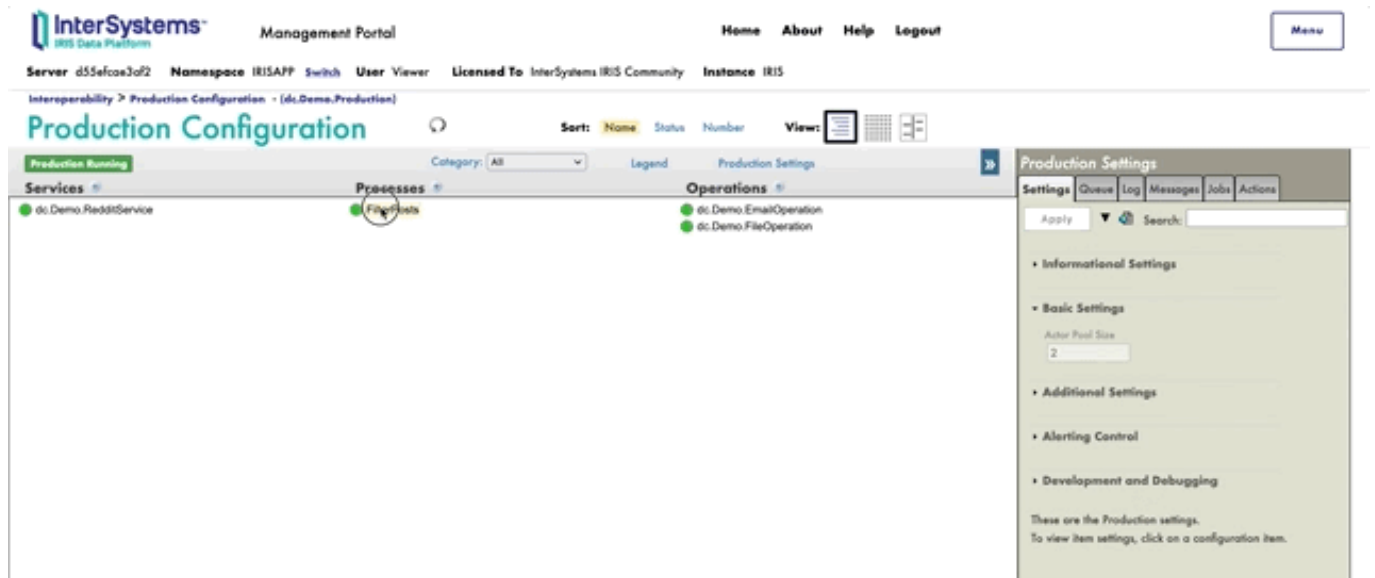 InterSystems
IRIS Data Platform
Management Portal
Home About Help Logout
Menu
Server d55efcae3af2 Namespace IRISAPP Switch User Viewer Licensed To InterSystems IRIS Community Instance IRIS
Interoperability > Production Configuration - (dc.Demo.Production)
Production Configuration
Sort: Name Status Number View:
Production Running
Category: All Legend Production Settings
»
Services Processes Operations
dc.Demo.RedditService FilterPosts dc.Demo.EmailOperation
dc.Demo.FileOperation
Production Settings
Settings Queue Log Messages Jobs Actions
Apply Search:
Informational Settings
Basic Settings
Actor Pool Size
2
Additional Settings
Alerting Control
Development and Debugging
These are the Production settings.
To view item settings, click on a configuration item.